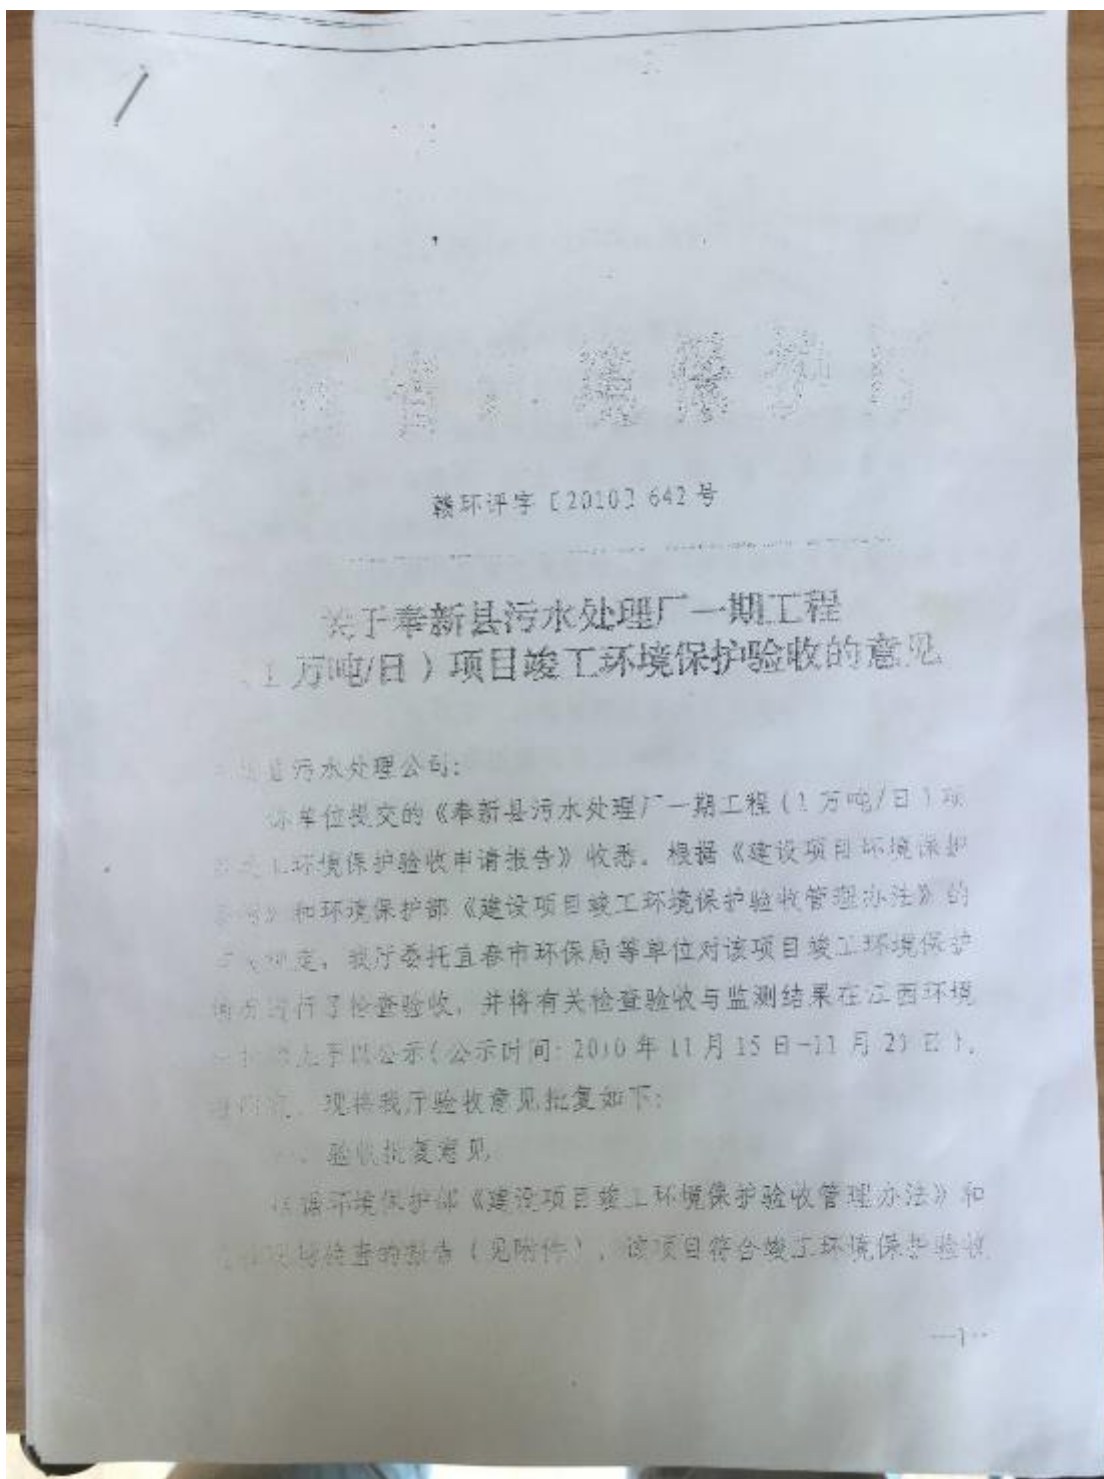 赣环评字〔2010〕642号
关于奉新县污水处理厂一期工程
1万吨/日）项目竣工环境保护验收的意见
县污水处理公司：
你单位提交的《奉新县污水处理厂一期工程（1万吨/日）项
工环境保护验收申请报告》收悉。根据《建设项目环境保护
》和环境保护部《建设项目竣工环境保护验收管理办法》的
定，我厅委托宜春市环保局等单位对该项目竣工环境保护
进行了检查验收，并将有关检查验收与监测结果在江西环境
上予以公示（公示时间：2010年11月15日-11月21日）。
现将我厅验收意见批复如下：
、验收批复意见
根据环境保护部《建设项目竣工环境保护验收管理办法》和
现场检查的报告（见附件），该项目符合竣工环境保护验收
—1